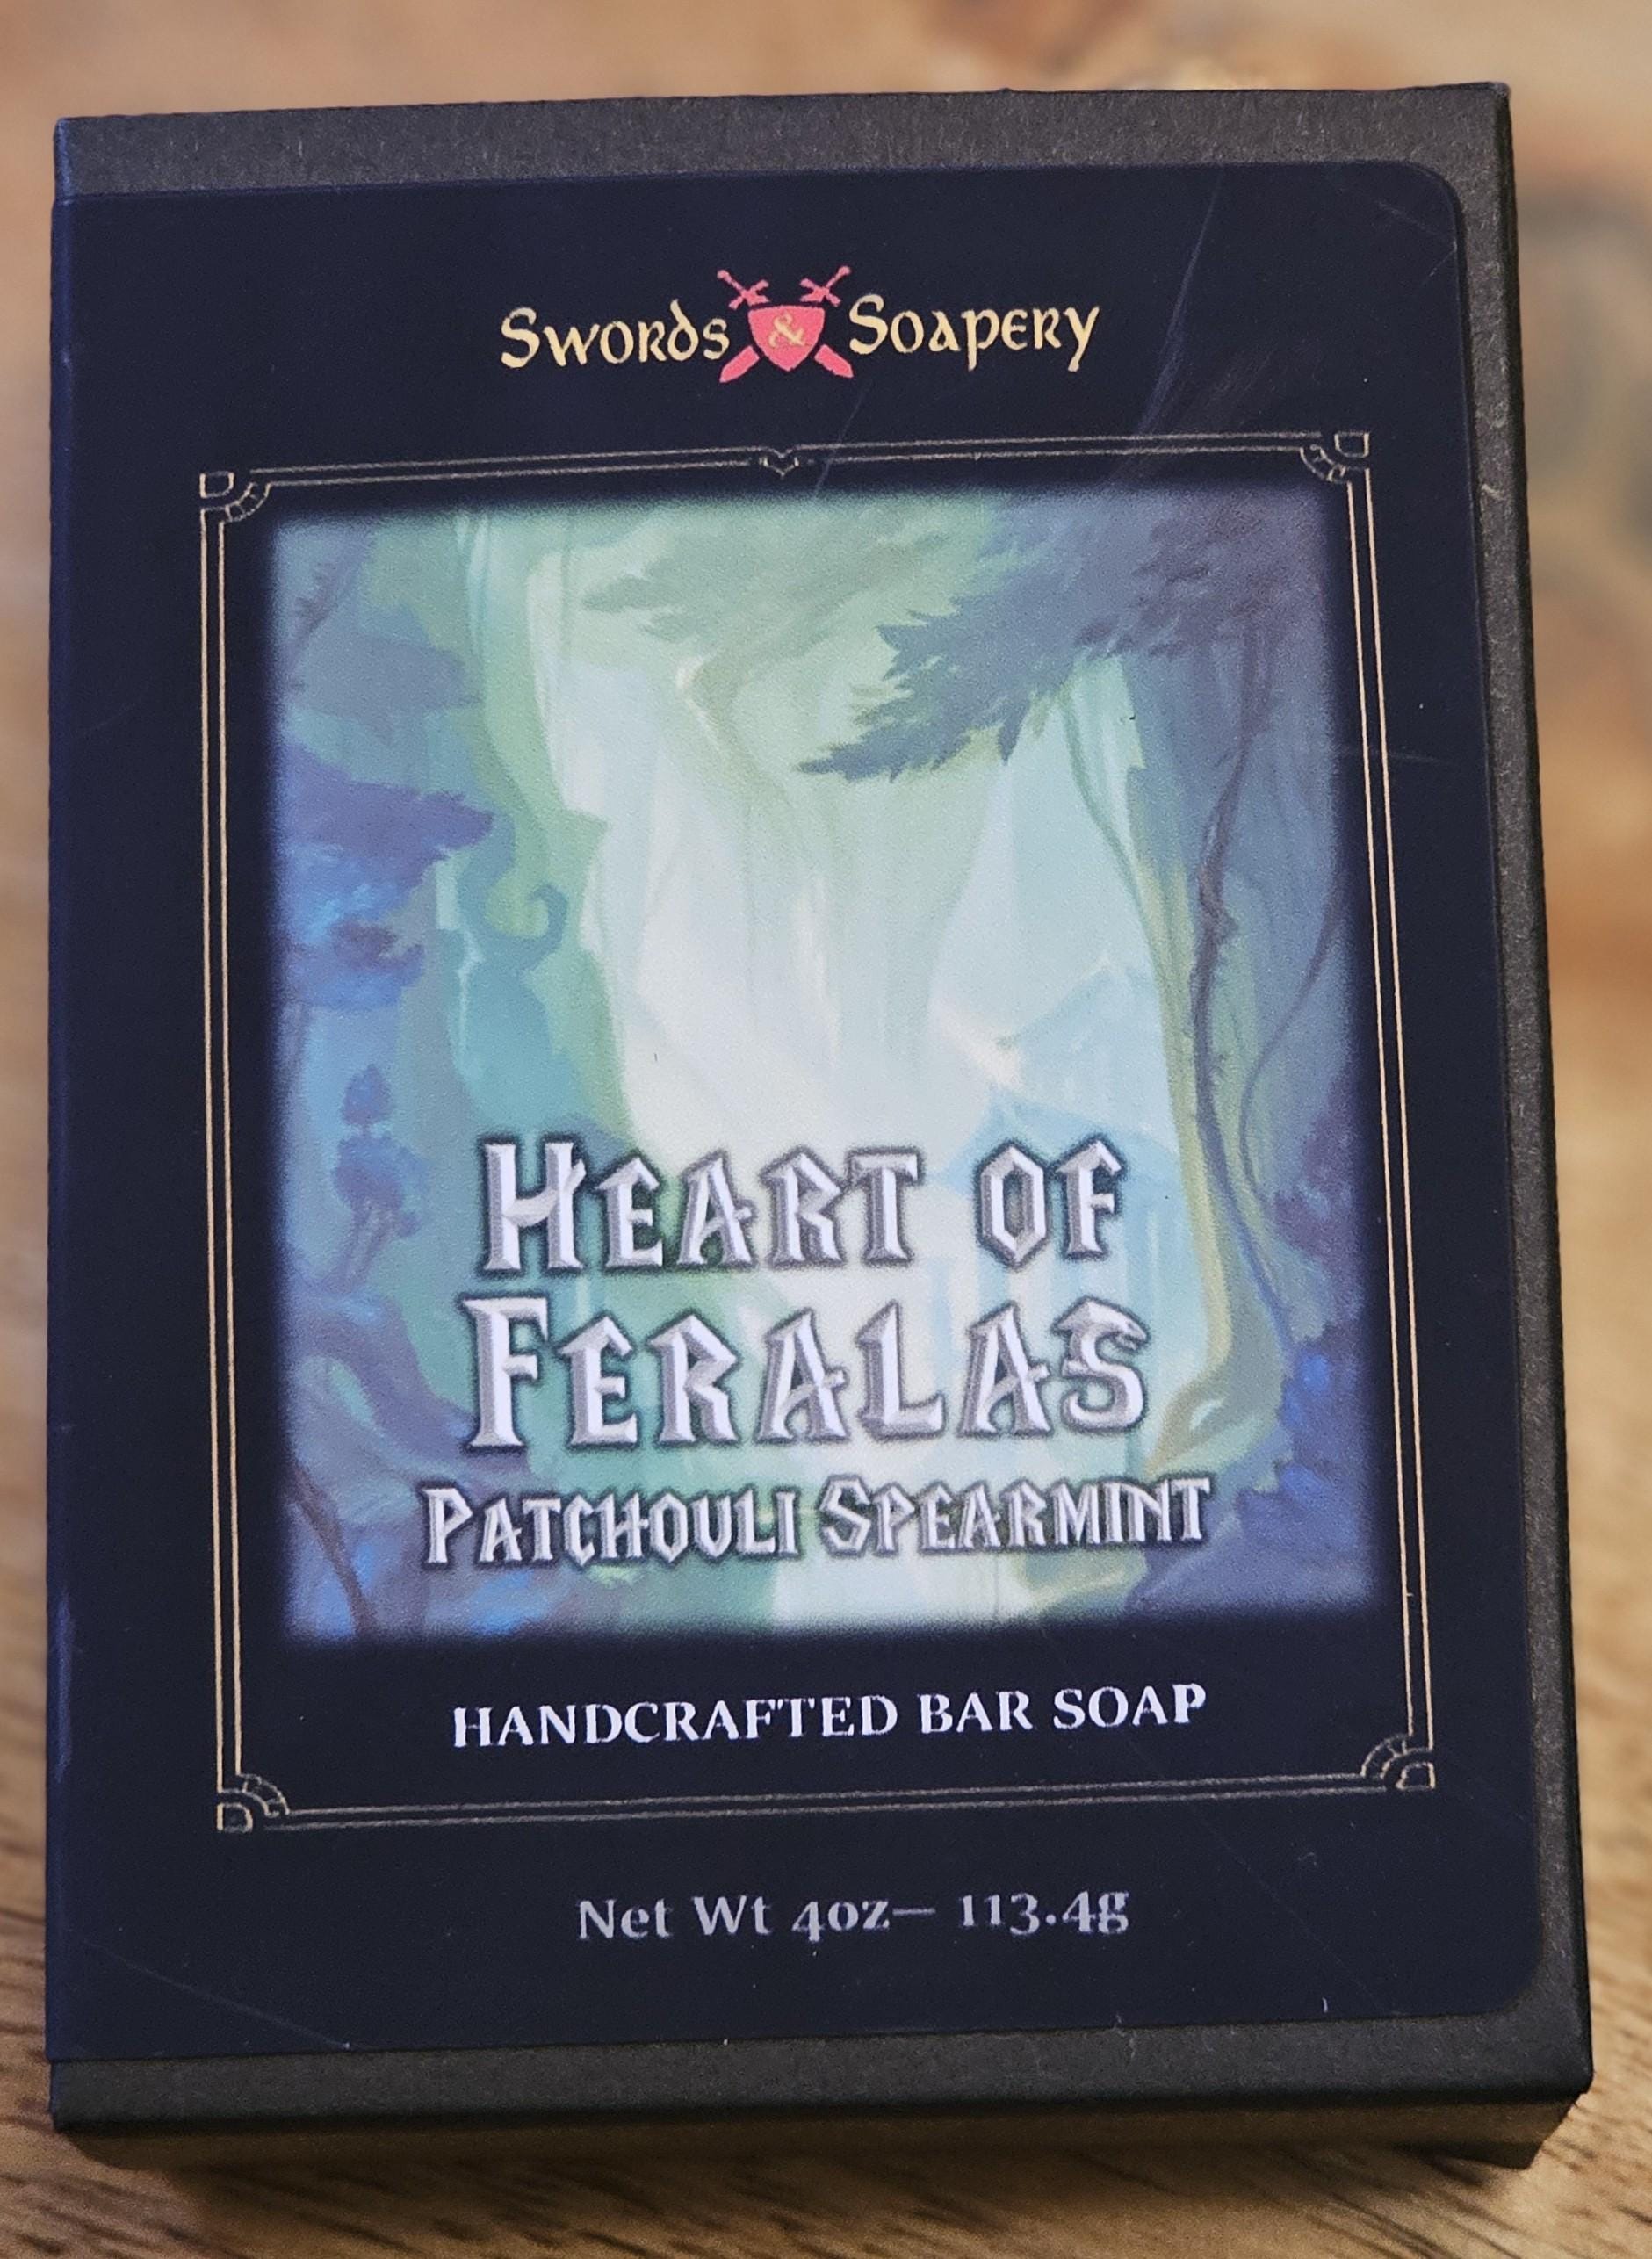 Swords & Soapery
Heart of
Feralas
Patchouli Spearmint
HANDCRAFTED BAR SOAP
Net Wt 4oz— 113.4g